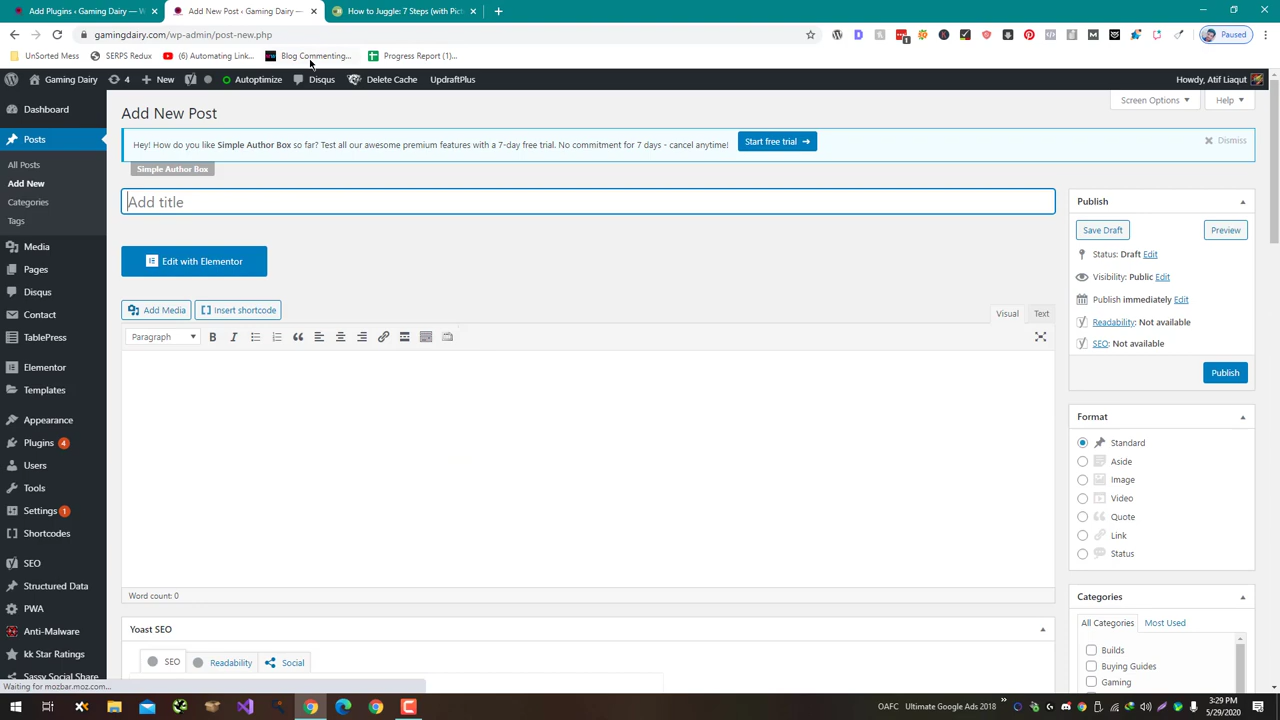 Add Plugins ‹ Gaming Dairy — W
Add New Post ‹ Gaming Dairy —
How to Juggle: 7 Steps (with Pict
gamingdairy.com/wp-admin/post-new.php
Paused
UnSorted Mess
SERPS Redux
(6) Automating Link...
Blog Commenting...
Progress Report (1)...
Gaming Dairy
4
New
Autoptimize
Disqus
Delete Cache
UpdraftPlus
Howdy, Atif Liaqut
Dashboard
Posts
All Posts
Add New
Categories
Tags
Media
Pages
Disqus
Contact
TablePress
Elementor
Templates
Appearance
Plugins 4
Users
Tools
Settings 1
Shortcodes
SEO
Structured Data
PWA
Anti-Malware
kk Star Ratings
Sassy Social Share
Add New Post
Screen Options
Help
Hey! How do you like Simple Author Box so far? Test all our awesome premium features with a 7-day free trial. No commitment for 7 days - cancel anytime!
Start free trial
Dismiss
Simple Author Box
Add title
Edit with Elementor
Add Media
Insert shortcode
Visual
Text
Paragraph
Word count: 0
Yoast SEO
SEO
Readability
Social
Publish
Save Draft
Preview
Status: Draft Edit
Visibility: Public Edit
Publish immediately Edit
Readability: Not available
SEO: Not available
Publish
Format
Standard
Aside
Image
Video
Quote
Link
Status
Categories
All Categories
Most Used
Builds
Buying Guides
Gaming
Waiting for mozbar.moz.com...
OAFC
Ultimate Google Ads 2018
3:29 PM
5/29/2020